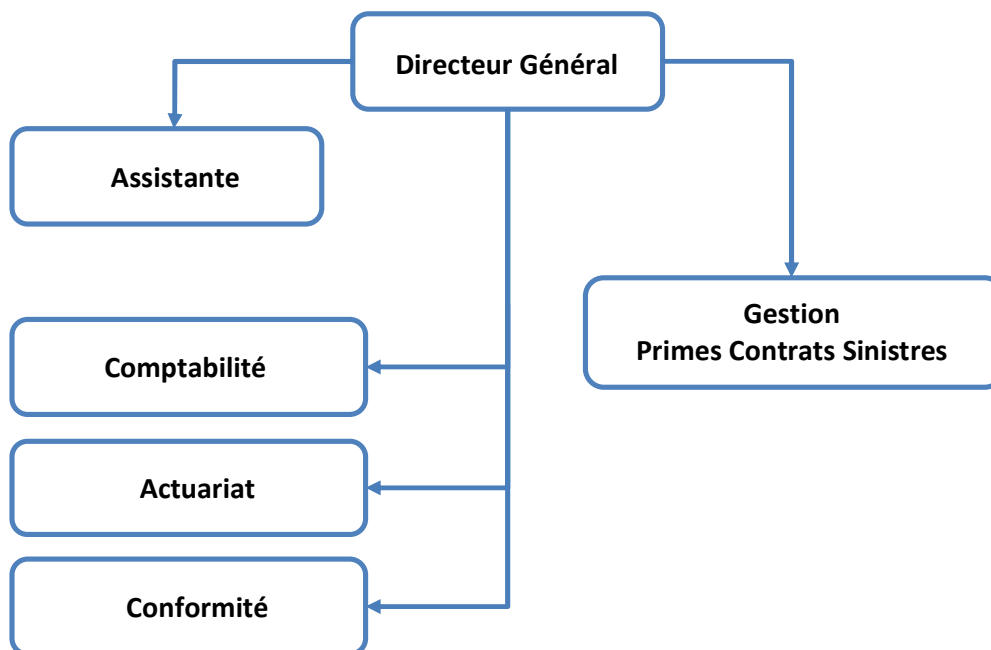 Directeur Général
Assistante
Gestion
Primes Contrats Sinistres
Comptabilité
Actuariat
Conformité